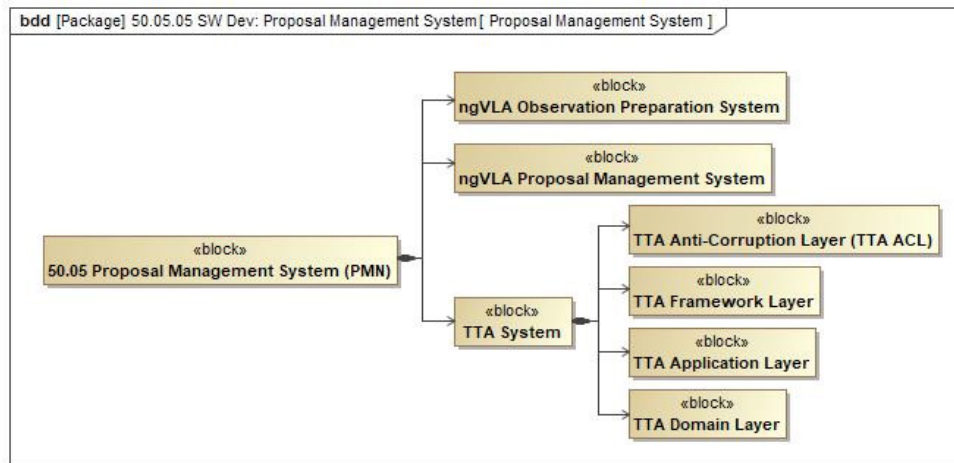 bdd [Package] 50.05.05 SW Dev: Proposal Management System[ Proposal Management System ]
«block»
ngVLA Observation Preparation System
«block»
ngVLA Proposal Management System
«block»
50.05 Proposal Management System (PMN)
«block»
TTA System
«block»
TTA Anti-Corruption Layer (TTA ACL)
«block»
TTA Framework Layer
«block»
TTA Application Layer
«block»
TTA Domain Layer